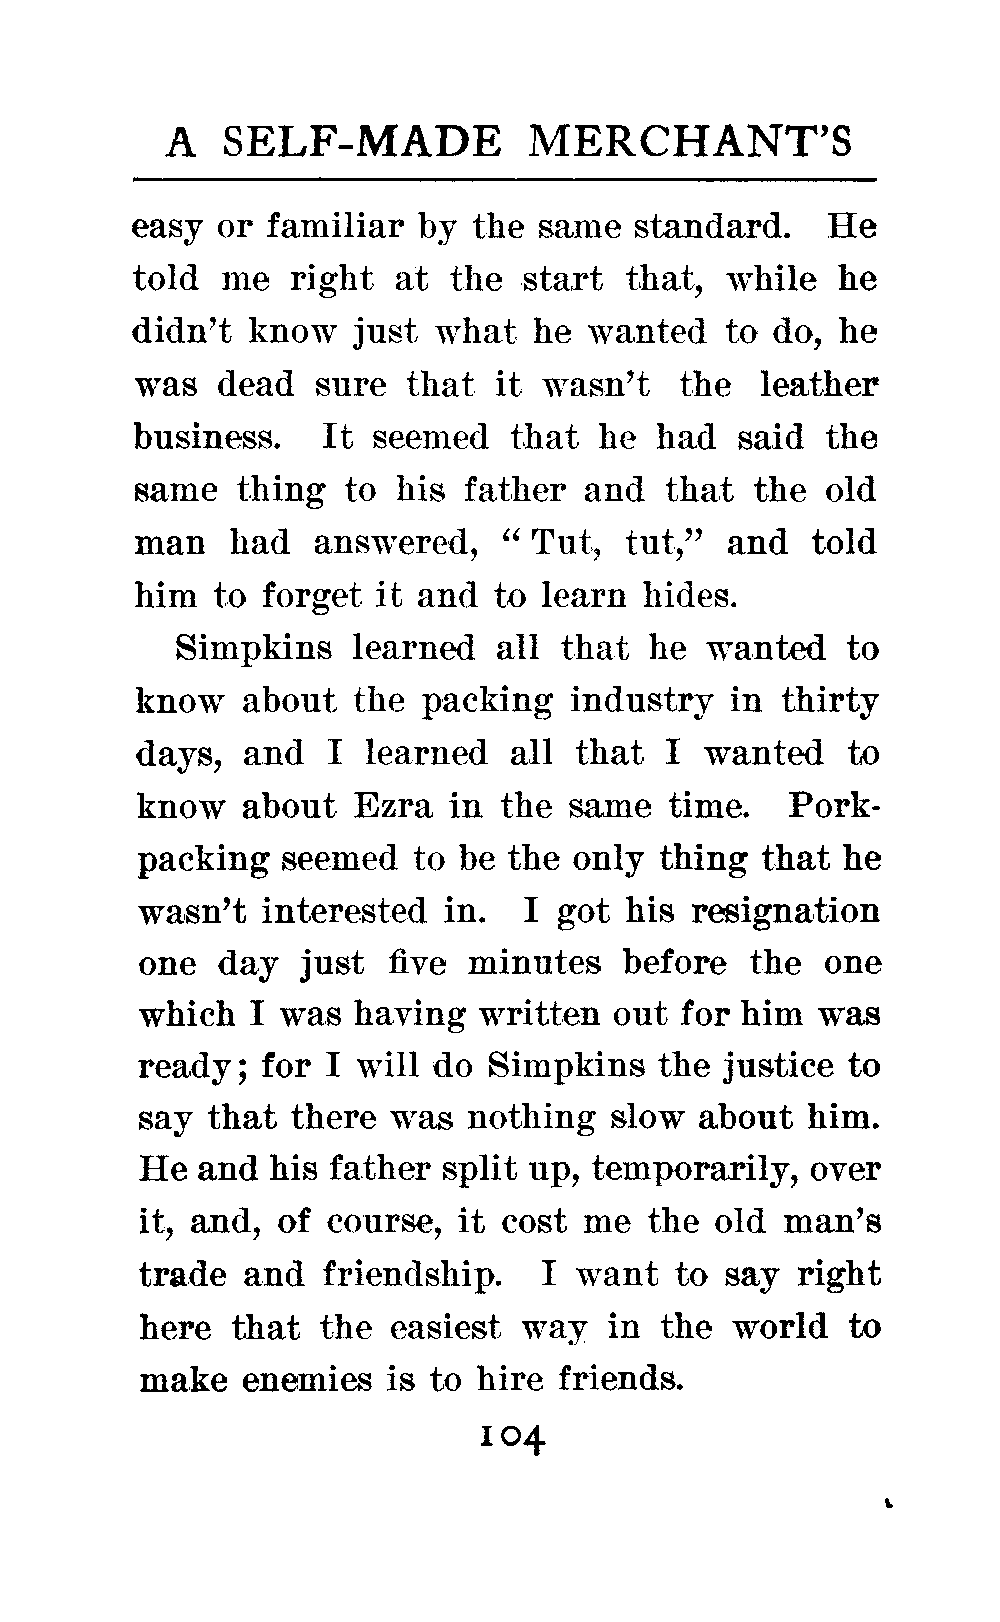 A SELF-MADE MERCHANT'S
easy or familiar by the same standard. He
told me right at the start that, while he
didn't know just what he wanted to do, he
was dead sure that it wasn't the leather
business. It seemed that he had said the
same thing to his father and that the old
man had answered, “Tut, tut,” and told
him to forget it and to learn hides.
Simpkins learned all that he wanted to
know about the packing industry in thirty
days, and I learned all that I wanted to
know about Ezra in the same time. Pork-
packing seemed to be the only thing that he
wasn't interested in. I got his resignation
one day just five minutes before the one
which I was having written out for him was
ready; for I will do Simpkins the justice to
say that there was nothing slow about him.
He and his father split up, temporarily, over
it, and, of course, it cost me the old man's
trade and friendship. I want to say right
here that the easiest way in the world to
make enemies is to hire friends.
104